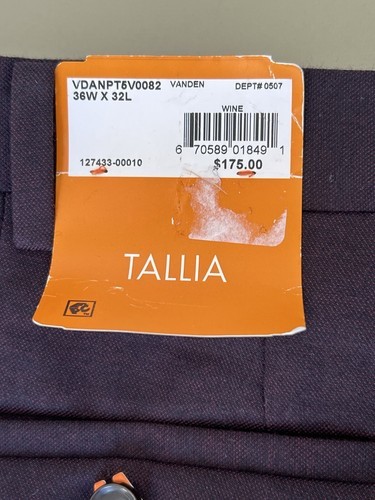 VDANPT5V0082 VANDEN DEPT# 0507
36W X 32L
WINE
6 70589 01849 1
127433-00010 $175.00
TALLIA